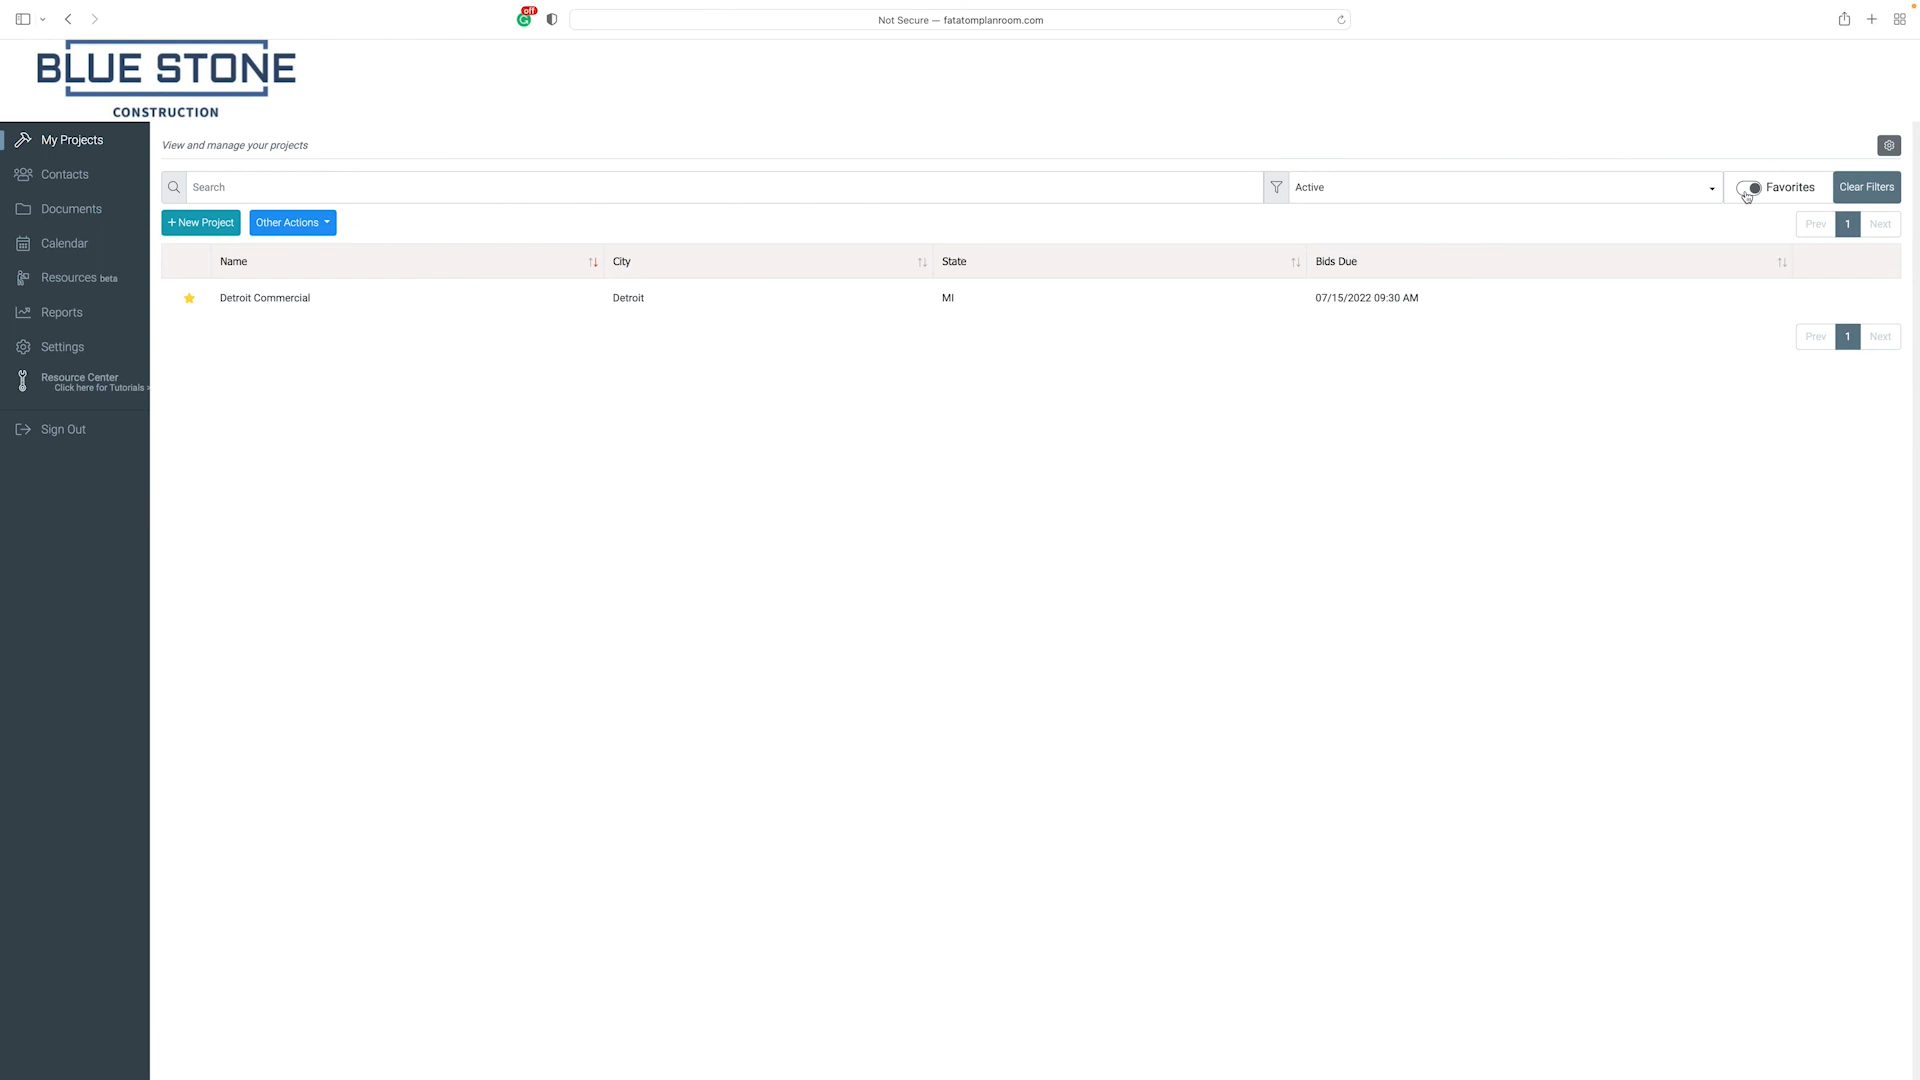 off
Not Secure — fatatomplanroom.com
BLUE STONE
CONSTRUCTION
My Projects
View and manage your projects
Contacts
Search
Active
Favorites
Clear Filters
Documents
+ New Project
Other Actions
Prev 1 Next
Calendar
Name City State Bids Due
Resources beta
Detroit Commercial Detroit MI 07/15/2022 09:30 AM
Reports
Prev 1 Next
Settings
Resource Center
Click here for Tutorials »
Sign Out